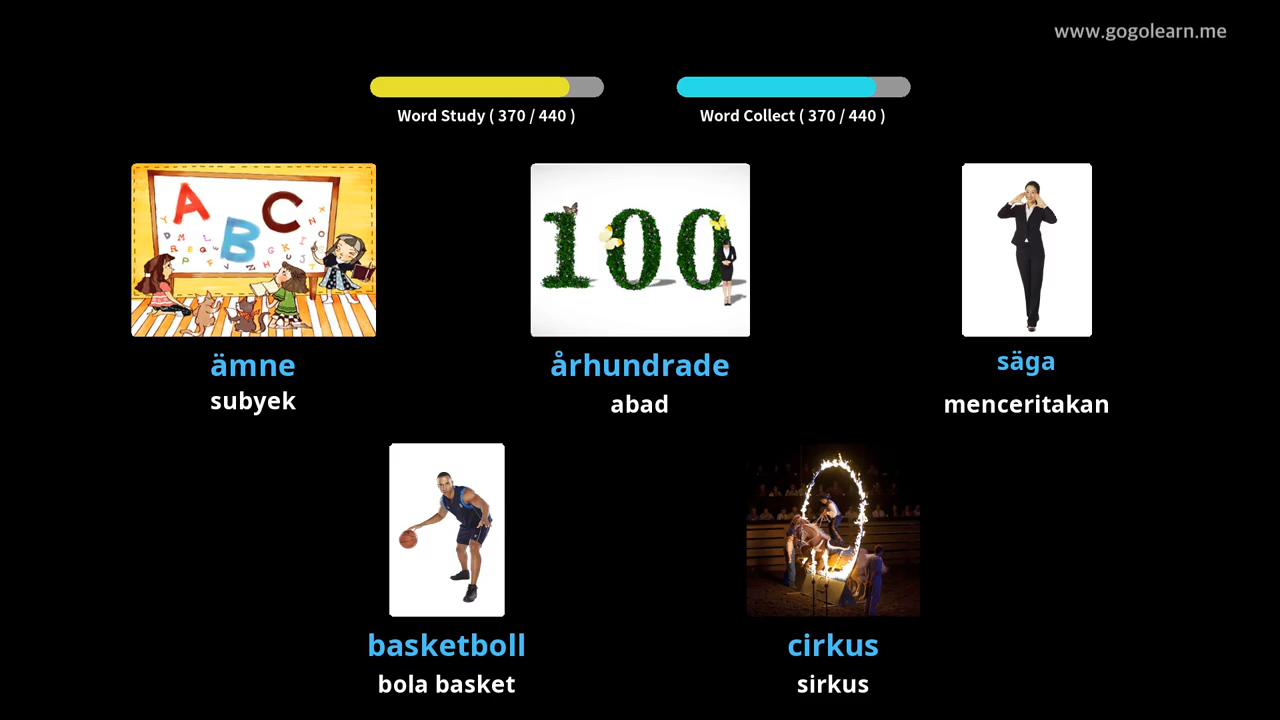 www.gogolearn.me
Word Study ( 370 / 440 )
Word Collect ( 370 / 440 )
A B C
100
ämne
subyek
århundrade
abad
säga
menceritakan
basketboll
bola basket
cirkus
sirkus